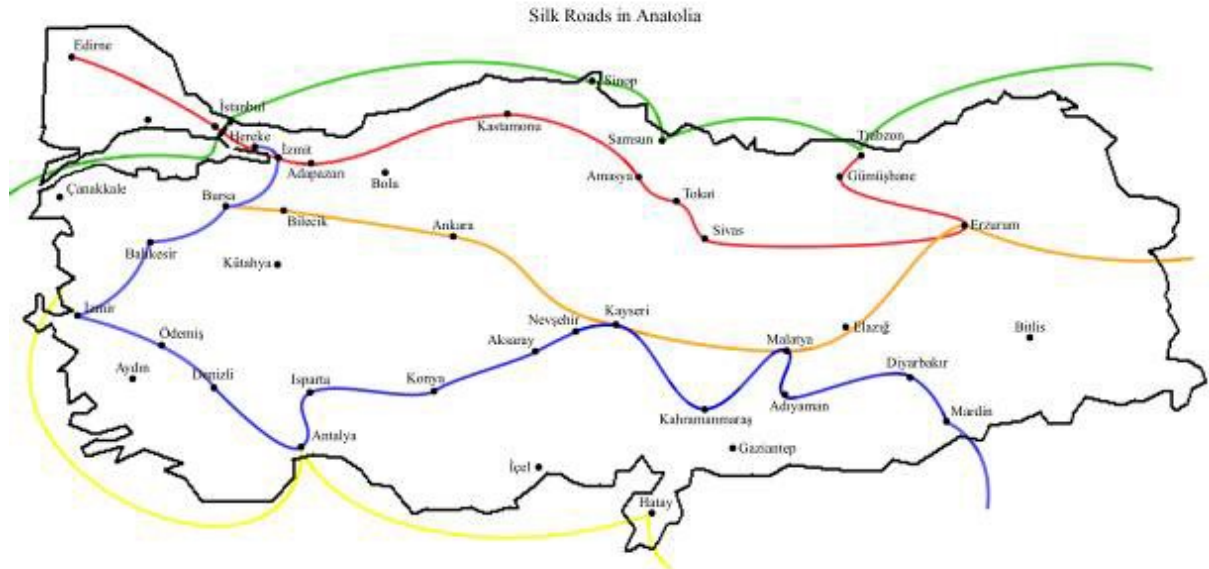 Silk Roads in Anatolia
Edirne
Sinop
İstanbul
Hereke
Kastamonu
Samsun
Trabzon
İzmit
Adapazarı
Bola
Amasya
Gümüşhane
Çanakkale
Tokat
Bursa
Bilecik
Ankara
Sivas
Erzurum
Balıkesir
Kütahya
İzmir
Nevşehir
Kayseri
Elazığ
Bitlis
Ödemiş
Aksaray
Malatya
Aydın
Denizli
Isparta
Konya
Diyarbakır
Adıyaman
Kahramanmaraş
Mardin
Antalya
Gaziantep
İçel
Hatay